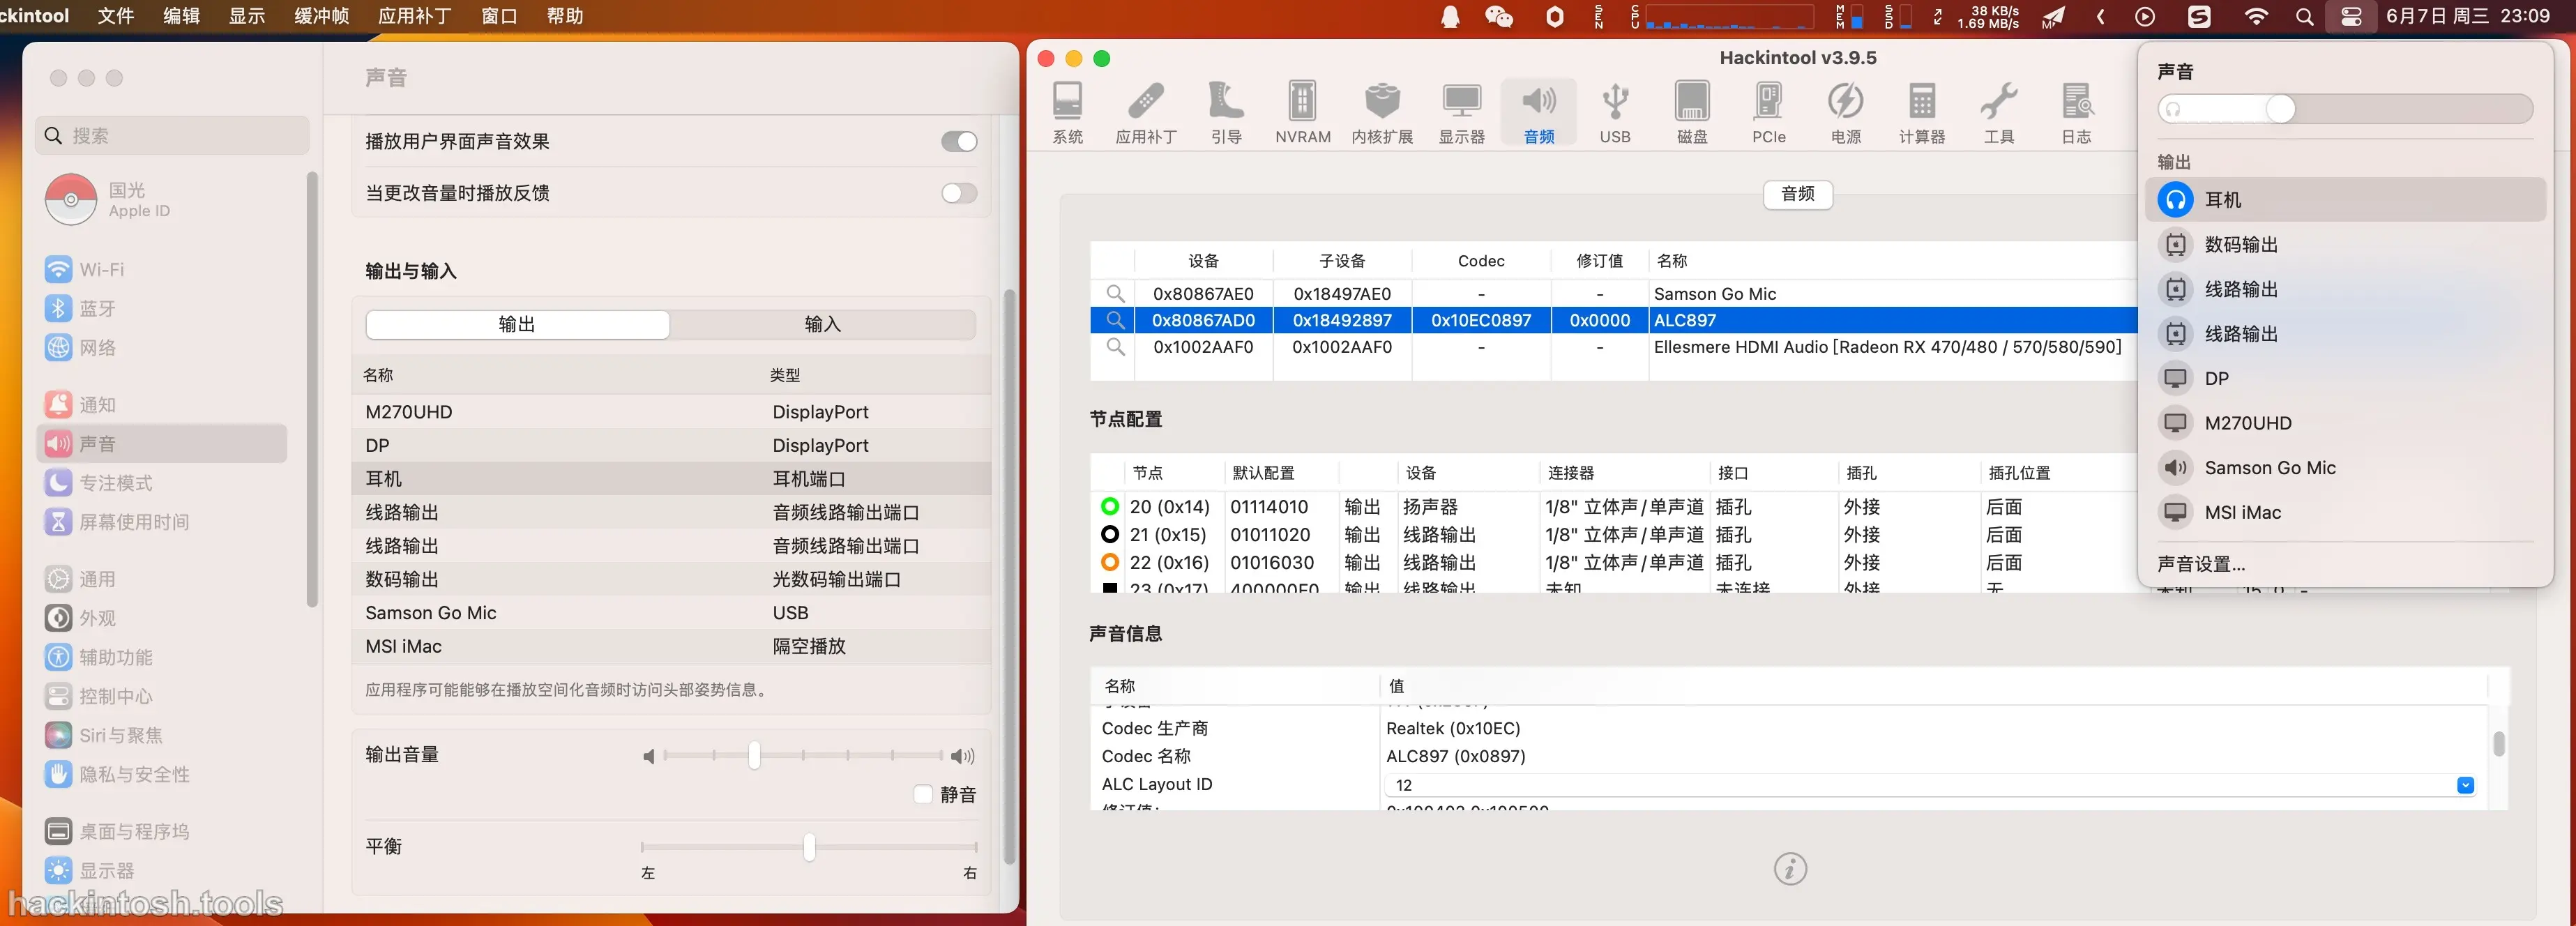 ckintool 文件 编辑 显示 缓冲帧 应用补丁 窗口 帮助
SEN CPU MEM SSD 38 KB/s 1.69 MB/s 6月7日 周三 23:09
搜索
国光
Apple ID
Wi-Fi
蓝牙
网络
通知
声音
专注模式
屏幕使用时间
通用
外观
辅助功能
控制中心
Siri与聚焦
隐私与安全性
桌面与程序坞
显示器
hackintosh.tools
声音
播放用户界面声音效果
当更改音量时播放反馈
输出与输入
输出 输入
名称 类型
M270UHD DisplayPort
DP DisplayPort
耳机 耳机端口
线路输出 音频线路输出端口
线路输出 音频线路输出端口
数码输出 光数码输出端口
Samson Go Mic USB
MSI iMac 隔空播放
应用程序可能能够在播放空间化音频时访问头部姿势信息。
输出音量
静音
平衡
左 右
Hackintool v3.9.5
系统 应用补丁 引导 NVRAM 内核扩展 显示器 音频 USB 磁盘 PCIe 电源 计算器 工具 日志
音频
设备 子设备 Codec 修订值 名称
0x80867AE0 0x18497AE0 - - Samson Go Mic
0x80867AD0 0x18492897 0x10EC0897 0x0000 ALC897
0x1002AAF0 0x1002AAF0 - - Ellesmere HDMI Audio [Radeon RX 470/480 / 570/580/590]
节点配置
节点 默认配置 设备 连接器 接口 插孔 插孔位置
20 (0x14) 01114010 输出 扬声器 1/8" 立体声/单声道 插孔 外接 后面
21 (0x15) 01011020 输出 线路输出 1/8" 立体声/单声道 插孔 外接 后面
22 (0x16) 01016030 输出 线路输出 1/8" 立体声/单声道 插孔 外接 后面
23 (0x17) 400000F0 输出 线路输出 未知 未连接 外接 无
声音信息
名称 值
Codec 生产商 Realtek (0x10EC)
Codec 名称 ALC897 (0x0897)
ALC Layout ID 12
声音
输出
耳机
数码输出
线路输出
线路输出
DP
M270UHD
Samson Go Mic
MSI iMac
声音设置...